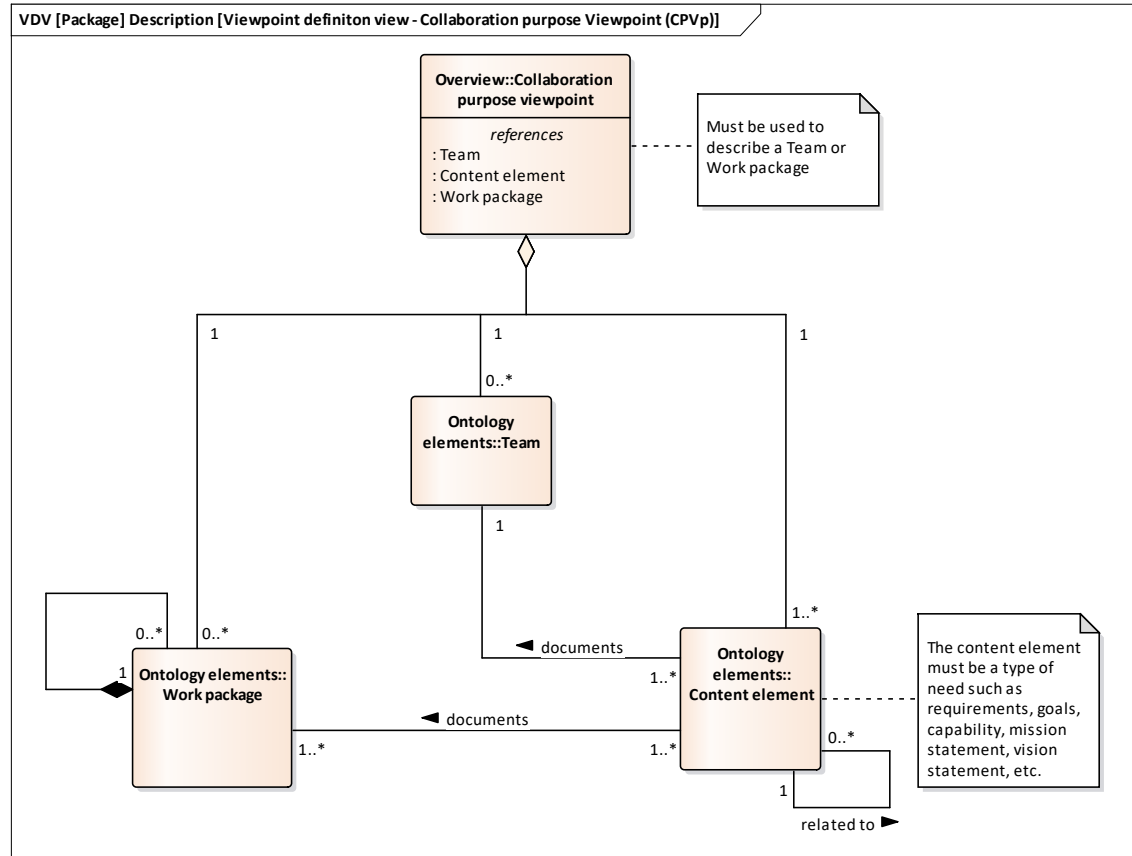 VDV [Package] Description [Viewpoint definiton view - Collaboration purpose Viewpoint (CPVp)]
Overview::Collaboration
purpose viewpoint
references
: Team
: Content element
: Work package
Must be used to
describe a Team or
Work package
1
1
1
0..*
Ontology
elements::Team
1
1..*
0..*
0..*
1
Ontology elements::
Work package
documents
1..*
documents
1..*
1..*
Ontology
elements::
Content element
0..*
1
related to
The content element
must be a type of
need such as
requirements, goals,
capability, mission
statement, vision
statement, etc.